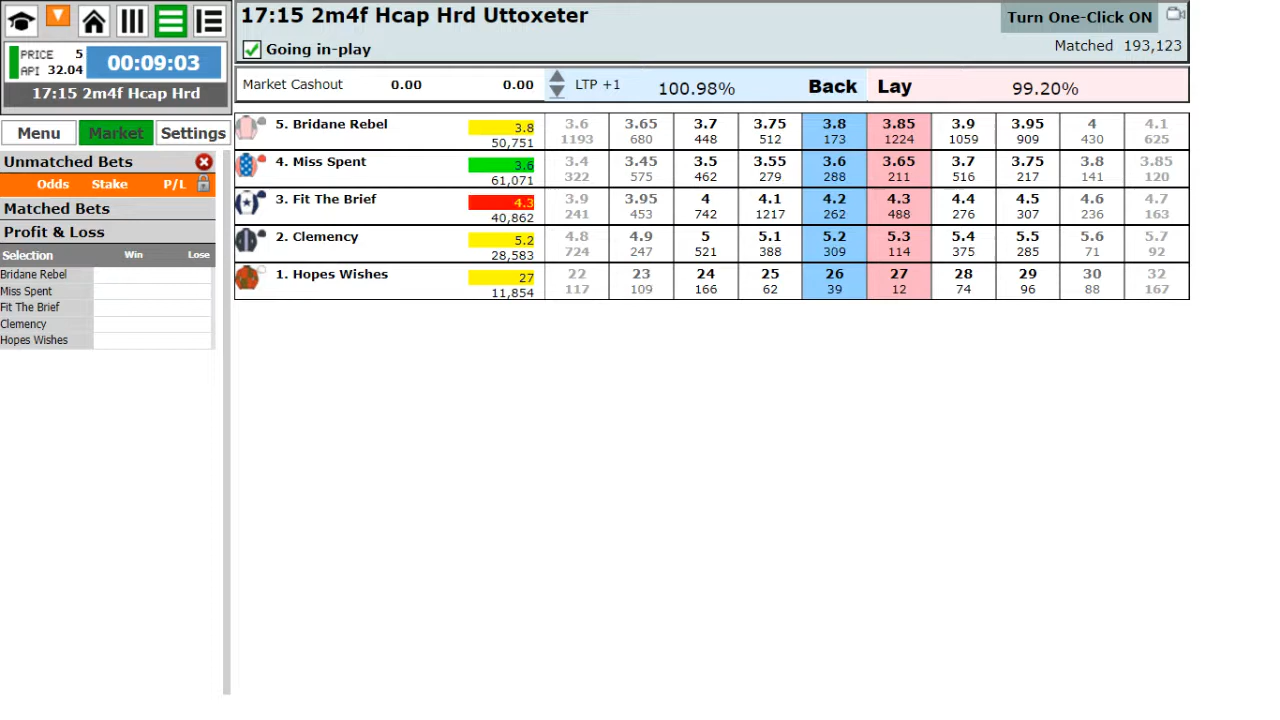 17:15 2m4f Hcap Hrd Uttoxeter
Turn One-Click ON
Going in-play
Matched 193,123
PRICE 5
API 32.04
00:09:03
17:15 2m4f Hcap Hrd
Menu Market Settings
Unmatched Bets
Odds Stake P/L
Matched Bets
Profit & Loss
Selection Win Lose
Bridane Rebel
Miss Spent
Fit The Brief
Clemency
Hopes Wishes
Market Cashout 0.00 0.00 LTP +1 100.98% Back Lay 99.20%
5. Bridane Rebel 3.8 3.6 3.65 3.7 3.75 3.8 3.85 3.9 3.95 4 4.1
50,751 1193 680 448 512 173 1224 1059 909 430 625
4. Miss Spent 3.6 3.4 3.45 3.5 3.55 3.6 3.65 3.7 3.75 3.8 3.85
61,071 322 575 462 279 288 211 516 217 141 120
3. Fit The Brief 4.3 3.9 3.95 4 4.1 4.2 4.3 4.4 4.5 4.6 4.7
40,862 241 453 742 1217 262 488 276 307 236 163
2. Clemency 5.2 4.8 4.9 5 5.1 5.2 5.3 5.4 5.5 5.6 5.7
28,583 724 247 521 388 309 114 375 285 71 92
1. Hopes Wishes 27 22 23 24 25 26 27 28 29 30 32
11,854 117 109 166 62 39 12 74 96 88 167